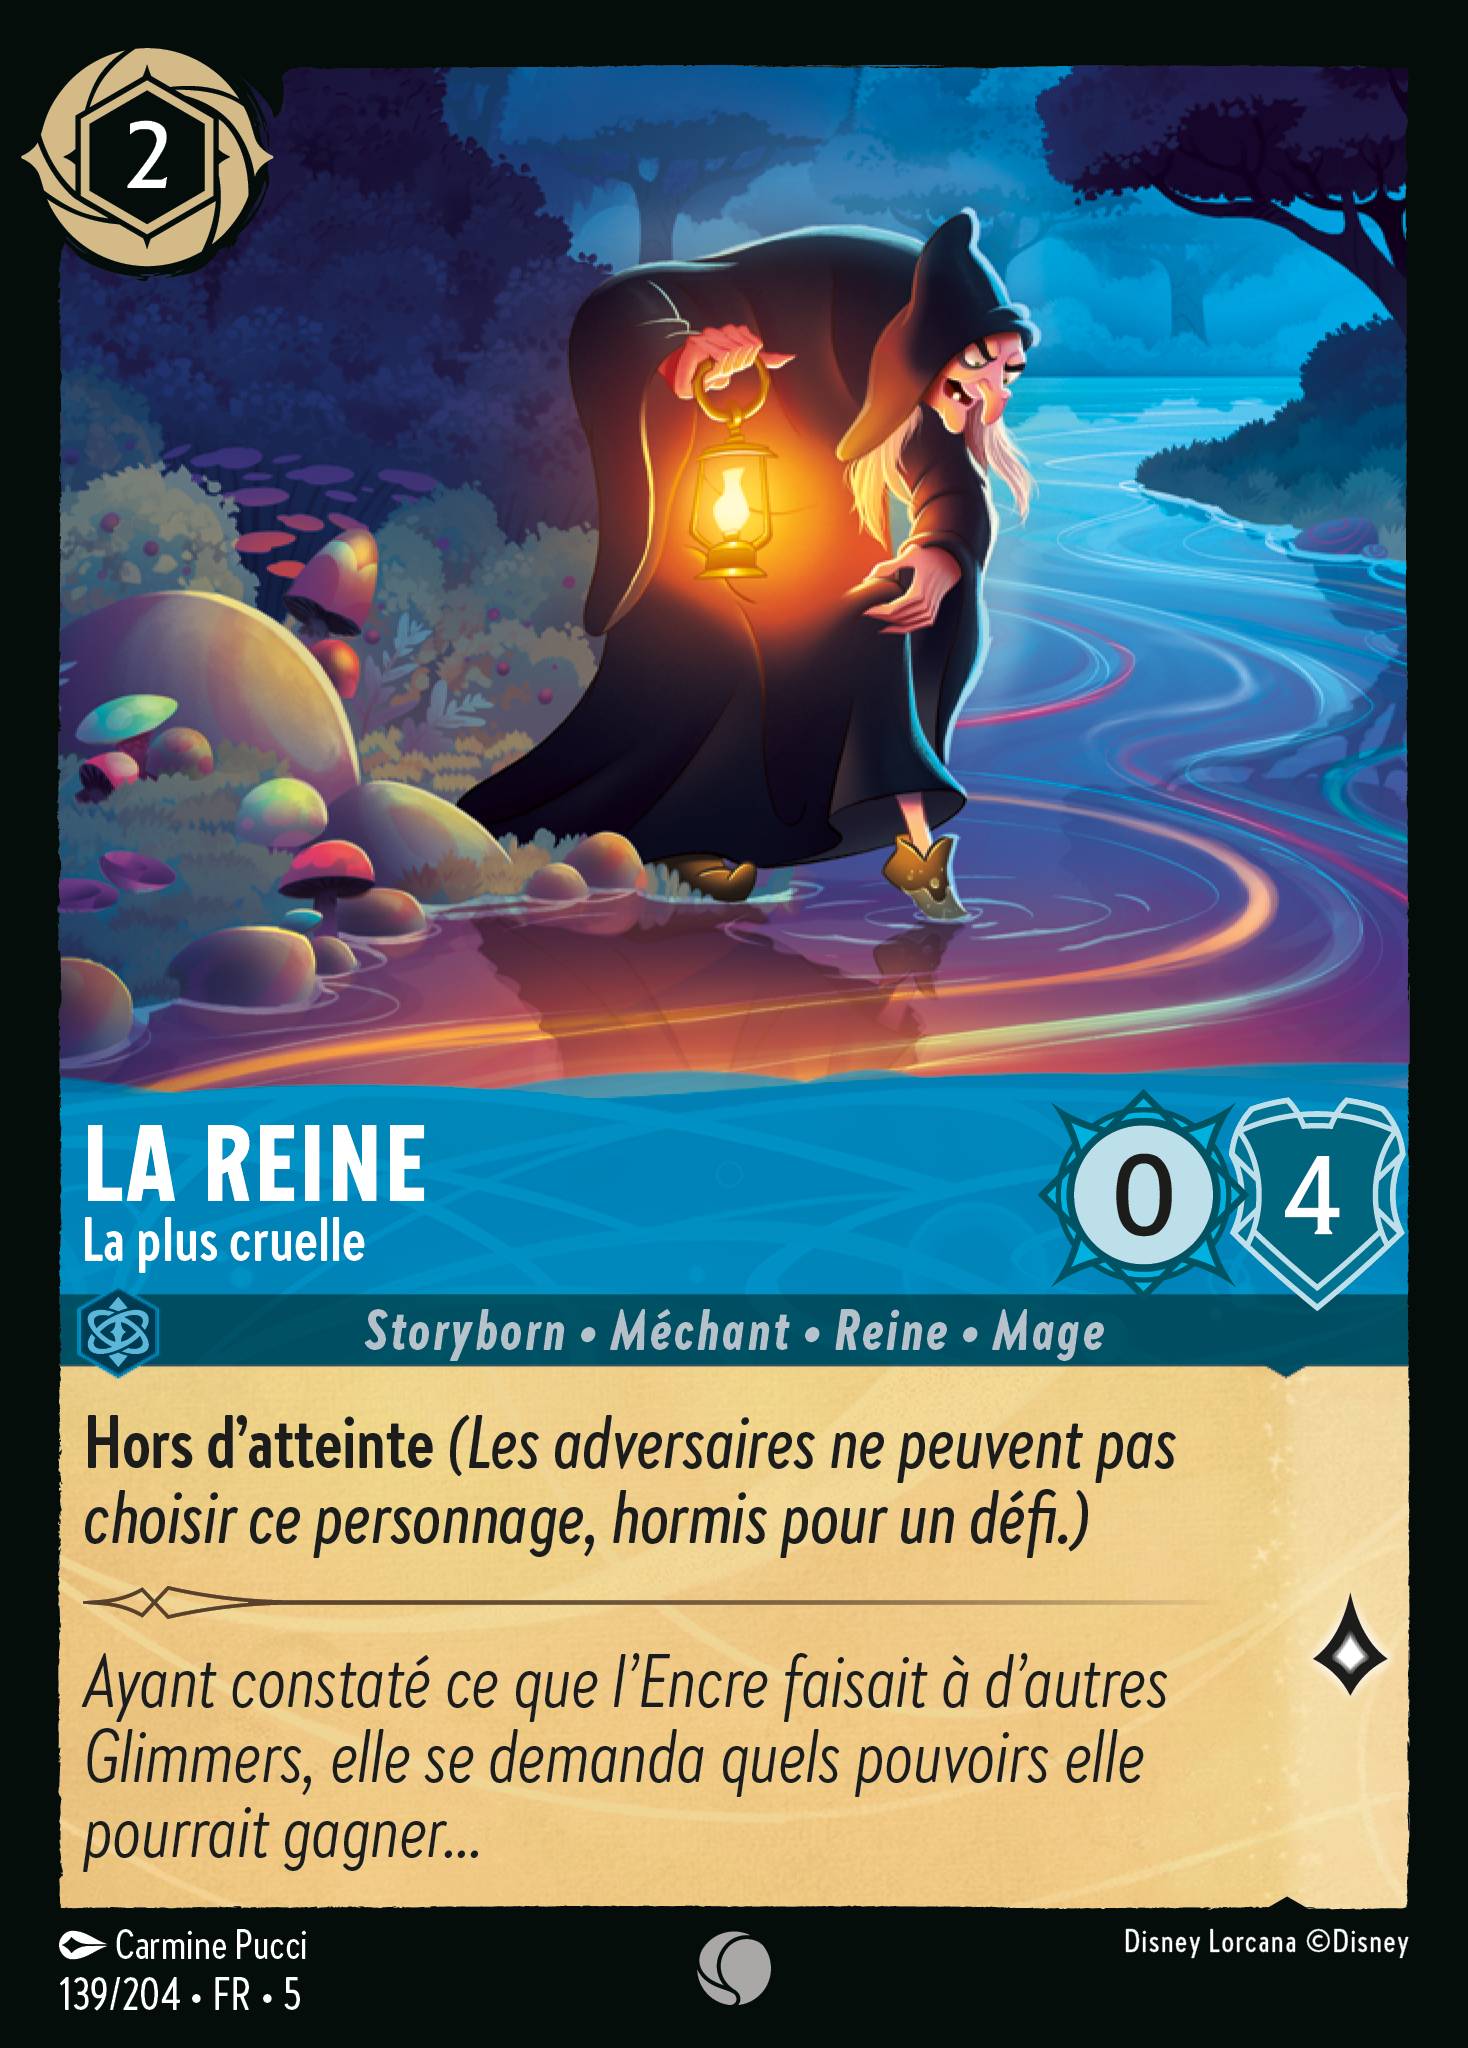 2
LA REINE
La plus cruelle
0
4
Storyborn • Méchant • Reine • Mage
Hors d’atteinte (Les adversaires ne peuvent pas
choisir ce personnage, hormis pour un défi.)
Ayant constaté ce que l’Encre faisait à d’autres
Glimmers, elle se demanda quels pouvoirs elle
pourrait gagner...
Carmine Pucci
139/204 • FR • 5
Disney Lorcana ©Disney